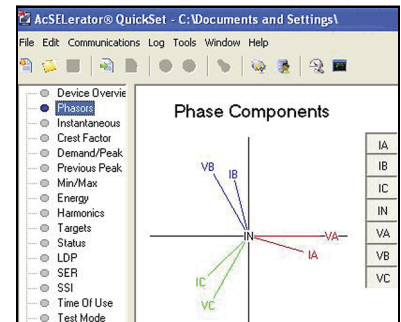 AcSELerator® QuickSet - C:\Documents and Settings\
File Edit Communications Log Tools Window Help
Device Overvie
Phasors
Instantaneous
Crest Factor
Demand/Peak
Previous Peak
Min/Max
Energy
Harmonics
Targets
Status
LDP
SER
SSI
Time Of Use
Test Mode
Phase Components
VB IB
IN VA
IA
IC
VC
IA
IB
IC
IN
VA
VB
VC